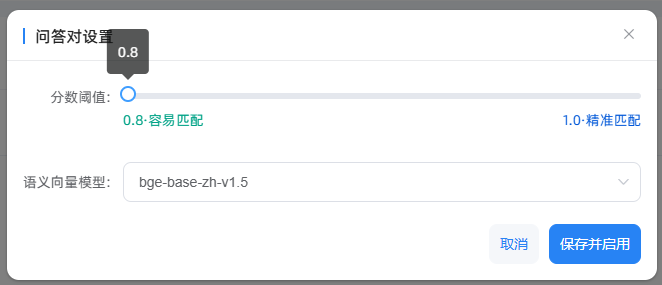 问答对设置
0.8
分数阈值：
0.8·容易匹配
1.0·精准匹配
语义向量模型：
bge-base-zh-v1.5
取消
保存并启用